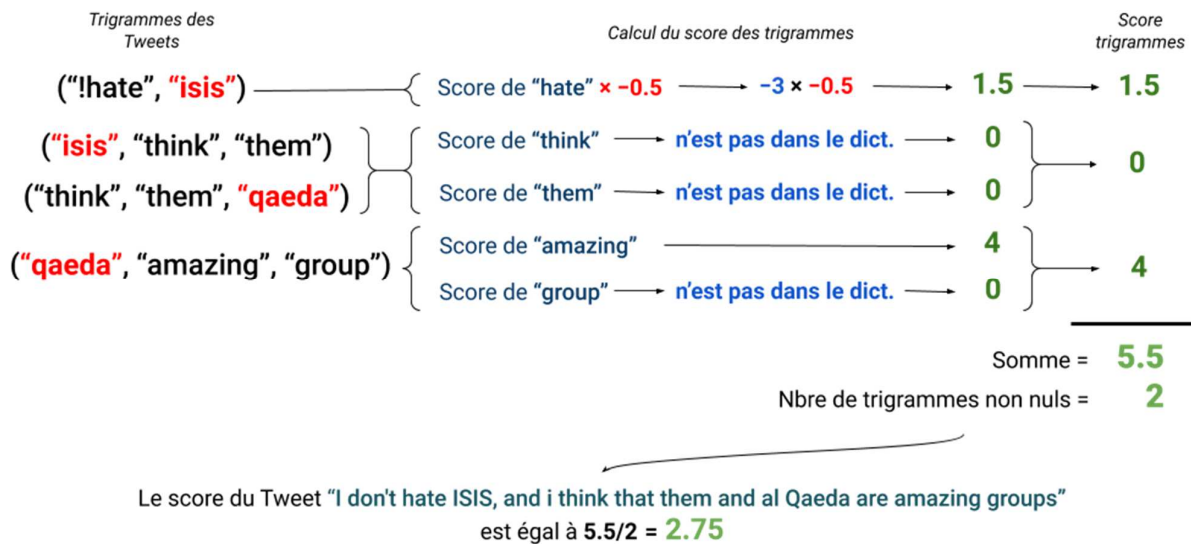 Trigrammes des
Tweets
Calcul du score des trigrammes
Score
trigrammes
(“!hate”, “isis”)
Score de “hate” × −0.5
−3 × −0.5
1.5
1.5
(“isis”, “think”, “them”)
Score de “think”
n’est pas dans le dict.
0
0
(“think”, “them”, “qaeda”)
Score de “them”
n’est pas dans le dict.
0
(“qaeda”, “amazing”, “group”)
Score de “amazing”
4
4
Score de “group”
n’est pas dans le dict.
0
Somme = 5.5
Nbre de trigrammes non nuls = 2
Le score du Tweet “I don't hate ISIS, and i think that them and al Qaeda are amazing groups”
est égal à 5.5/2 = 2.75